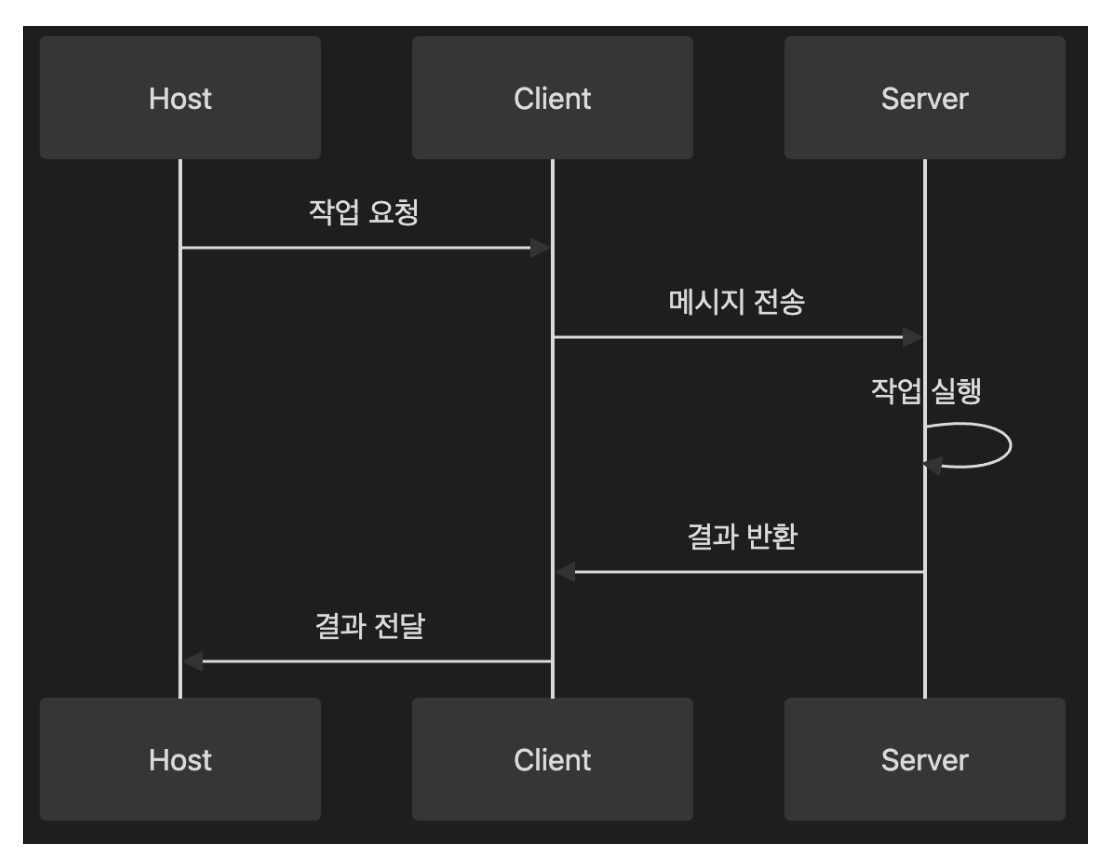 Host
Client
Server
작업 요청
메시지 전송
작업 실행
결과 반환
결과 전달
Host
Client
Server